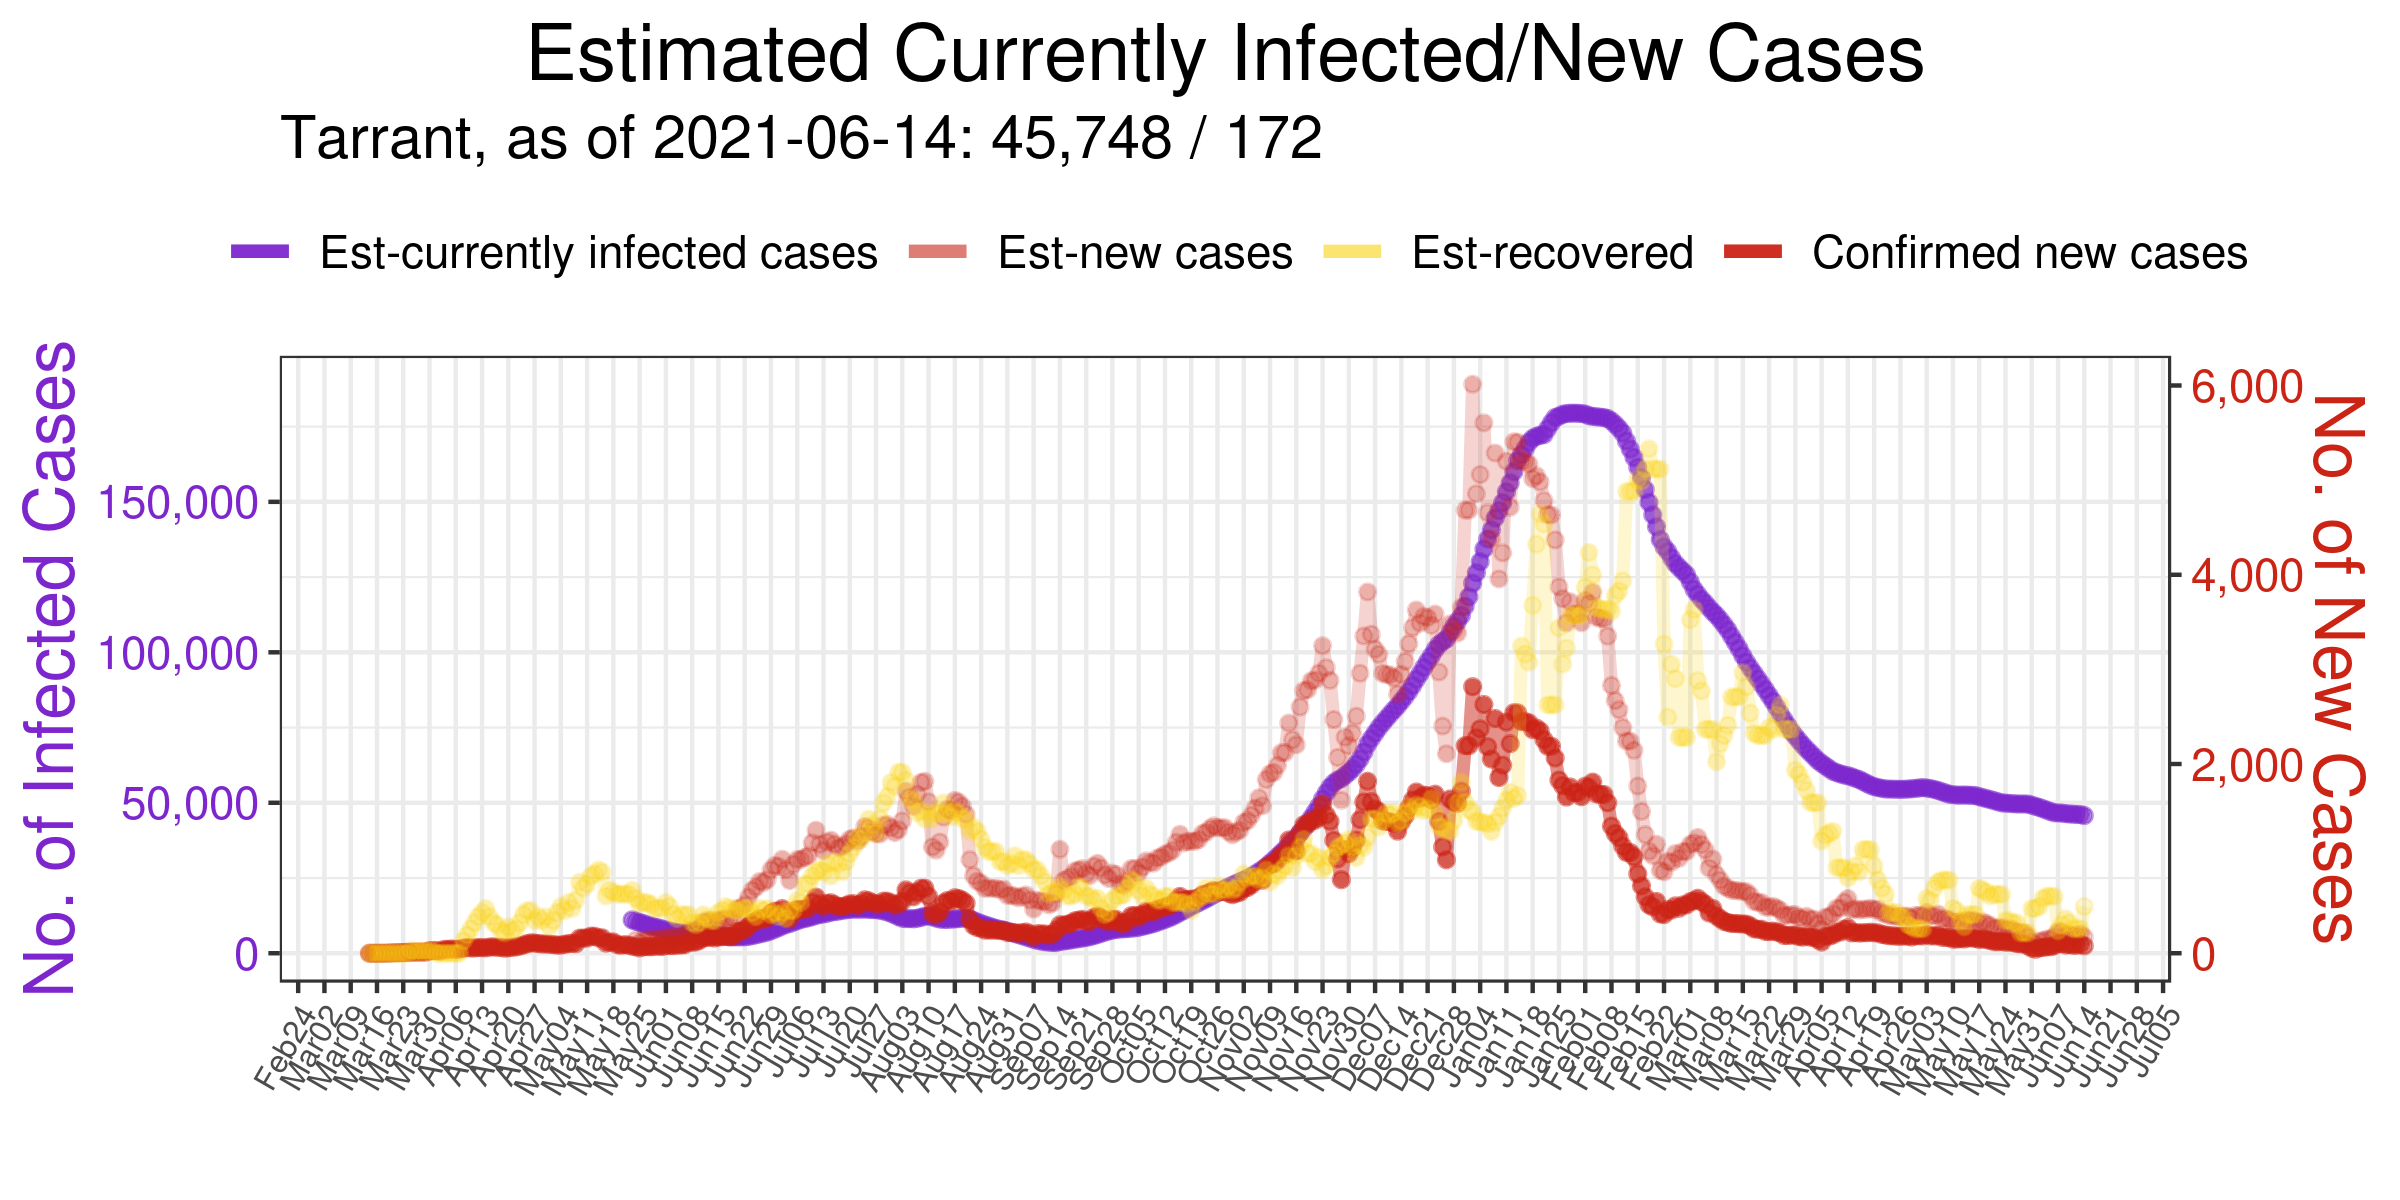 Estimated Currently Infected/New Cases
Tarrant, as of 2021-06-14: 45,748 / 172
Est-currently infected cases Est-new cases Est-recovered Confirmed new cases
No. of Infected Cases
150,000
100,000
50,000
0
6,000
4,000
2,000
0
No. of New Cases
Feb24 Mar02 Mar09 Mar16 Mar23 Mar30 Apr06 Apr13 Apr20 Apr27 May04 May11 May18 May25 Jun01 Jun08 Jun15 Jun22 Jun29 Jul06 Jul13 Jul20 Jul27 Aug03 Aug10 Aug17 Aug24 Aug31 Sep07 Sep14 Sep21 Sep28 Oct05 Oct12 Oct19 Oct26 Nov02 Nov09 Nov16 Nov23 Nov30 Dec07 Dec14 Dec21 Dec28 Jan04 Jan11 Jan18 Jan25 Feb01 Feb08 Feb15 Feb22 Mar01 Mar08 Mar15 Mar22 Mar29 Apr05 Apr12 Apr19 Apr26 May03 May10 May17 May24 May31 Jun07 Jun14 Jun21 Jun28 Jul05